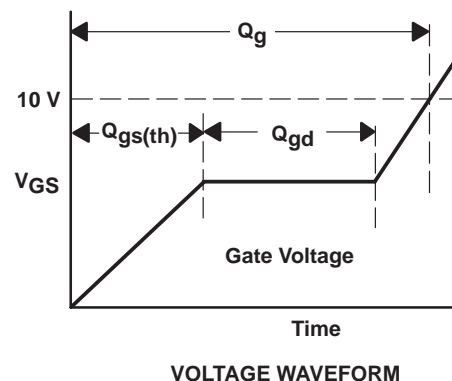 Qg
10 V
Qgs(th) Qgd
VGS
Gate Voltage
Time
VOLTAGE WAVEFORM